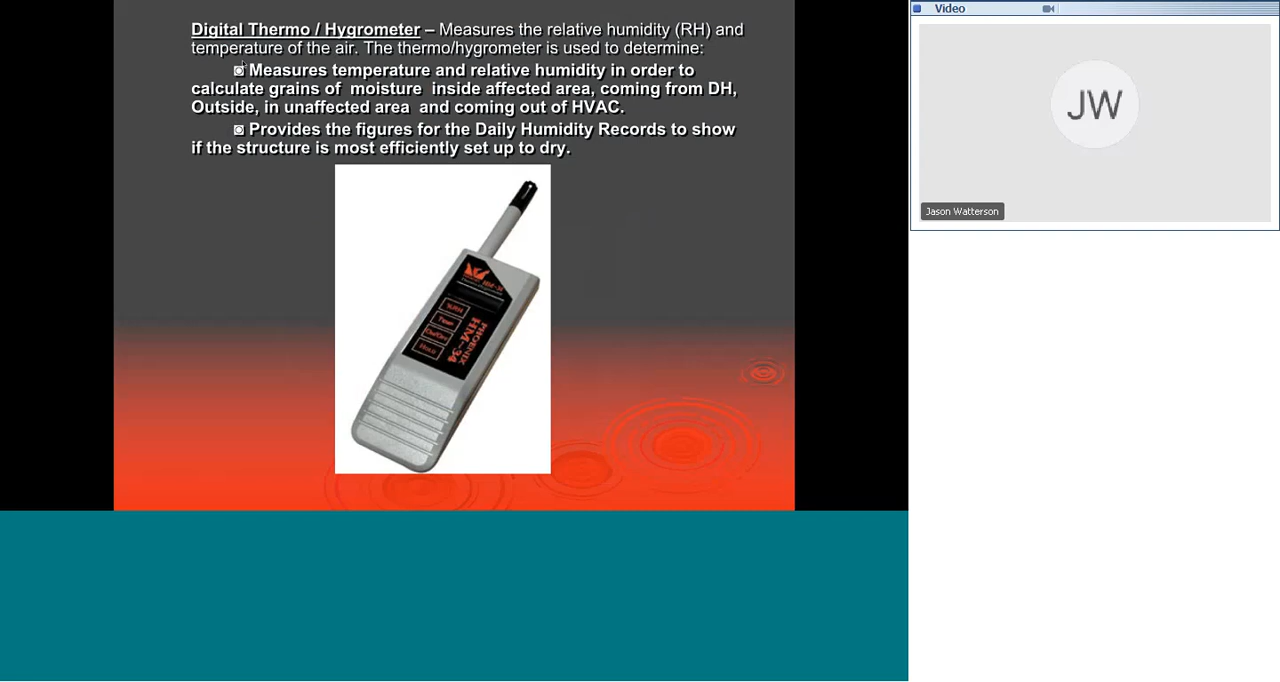 Digital Thermo / Hygrometer – Measures the relative humidity (RH) and
temperature of the air. The thermo/hygrometer is used to determine:
◙ Measures temperature and relative humidity in order to
calculate grains of moisture inside affected area, coming from DH,
Outside, in unaffected area and coming out of HVAC.
◙ Provides the figures for the Daily Humidity Records to show
if the structure is most efficiently set up to dry.
PHOENIX
HM-34
Video
JW
Jason Watterson